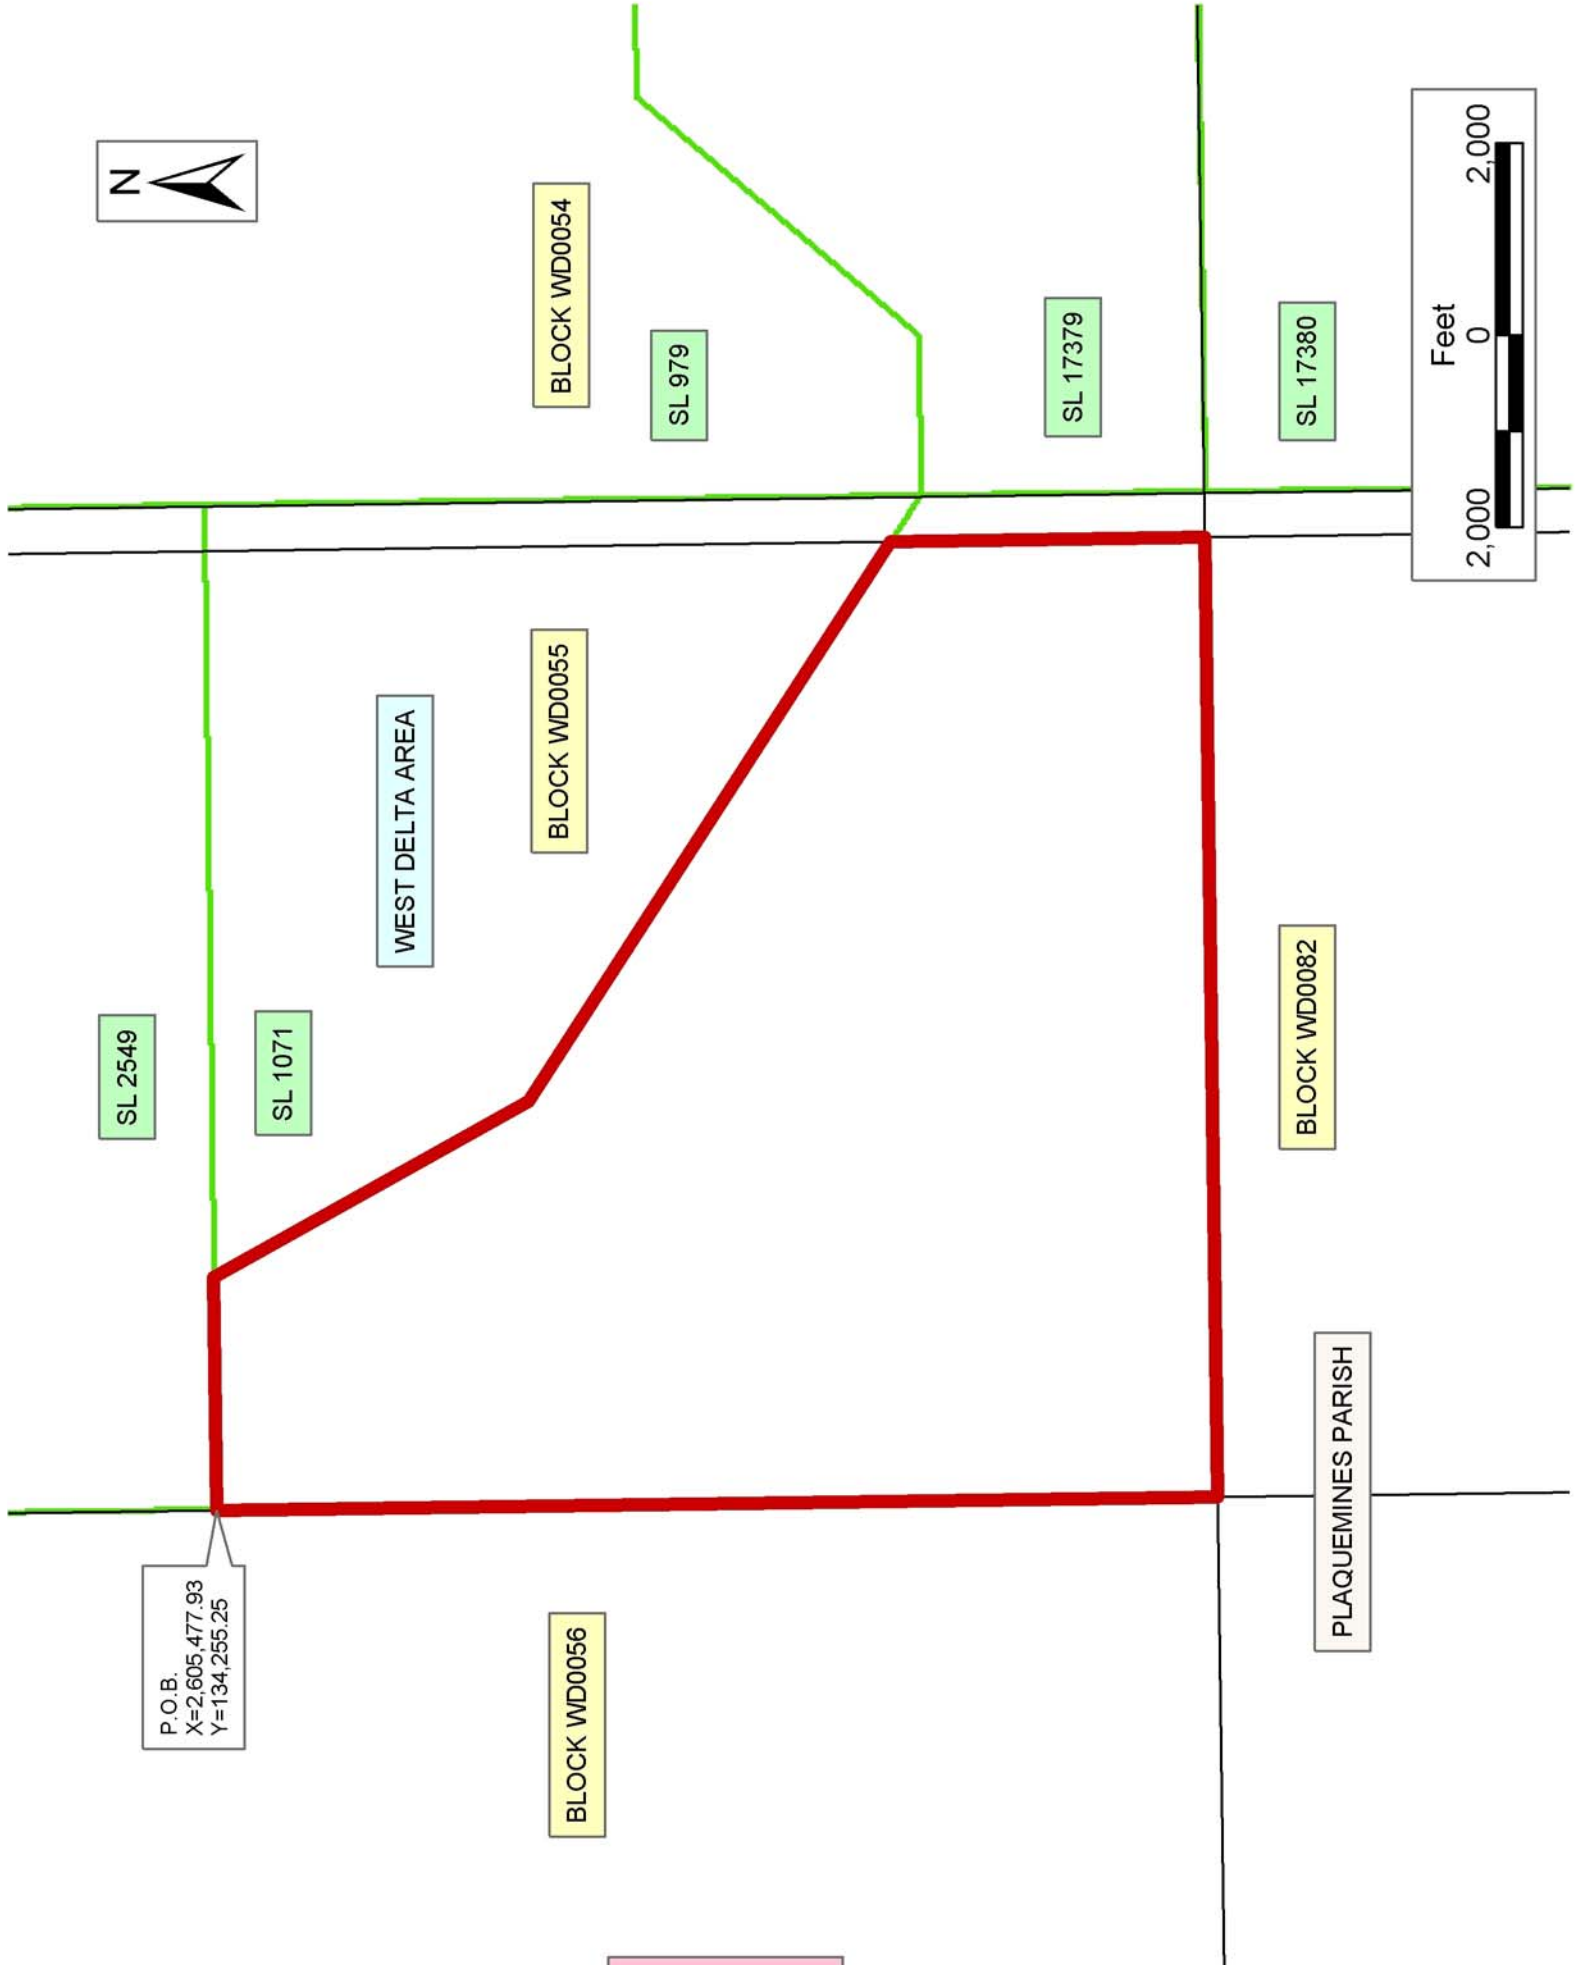 SL 2549
N
P.O.B.
X=2,605,477.93
Y=134,255.25
SL 1071
WEST DELTA AREA
BLOCK WD0056
BLOCK WD0055
BLOCK WD0054
SL 979
SL 17379
BLOCK WD0082
SL 17380
PLAQUEMINES PARISH
Feet
2,000 0 2,000